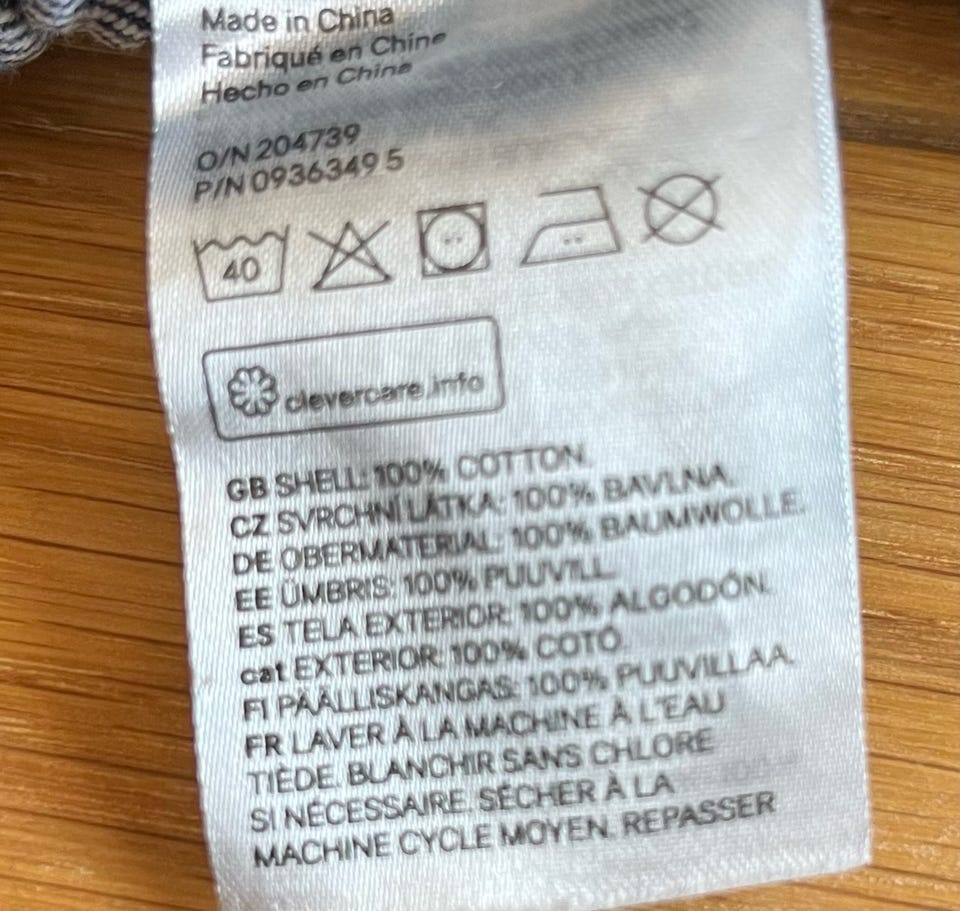 Made in China
Fabriqué en Chine
Hecho en China
O/N 204739
P/N 0936349 5
40
clevercare.info
GB SHELL: 100% COTTON.
CZ SVRCHNÍ LÁTKA: 100% BAVLNA.
DE OBERMATERIAL: 100% BAUMWOLLE.
EE ÜMBRIS: 100% PUUVILL.
ES TELA EXTERIOR: 100% ALGODÓN.
cat EXTERIOR: 100% COTÓ.
FI PÄÄLLISKANGAS: 100% PUUVILLAA.
FR LAVER À LA MACHINE À L'EAU
TIÈDE. BLANCHIR SANS CHLORE
SI NÉCESSAIRE. SÉCHER À LA
MACHINE CYCLE MOYEN. REPASSER